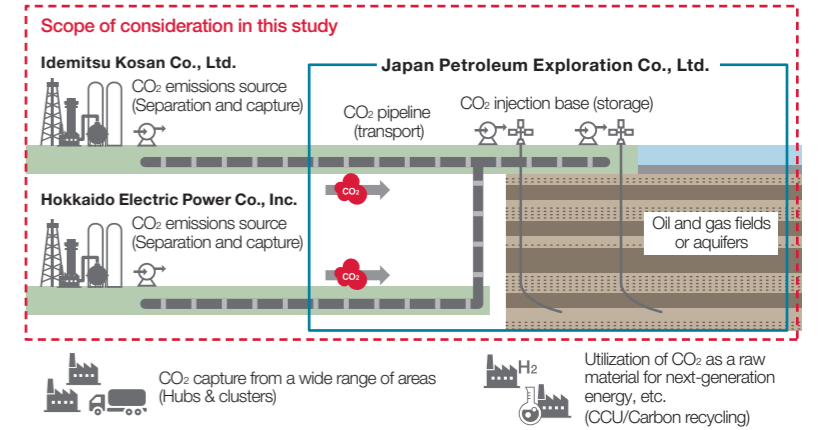 Scope of consideration in this study
Idemitsu Kosan Co., Ltd.
CO₂ emissions source
(Separation and capture)
Japan Petroleum Exploration Co., Ltd.
CO₂ pipeline
(transport)
CO₂ injection base (storage)
CO₂
Hokkaido Electric Power Co., Inc.
CO₂ emissions source
(Separation and capture)
CO₂
Oil and gas fields
or aquifers
CO₂ capture from a wide range of areas
(Hubs & clusters)
H₂
Utilization of CO₂ as a raw
material for next-generation
energy, etc.
(CCU/Carbon recycling)